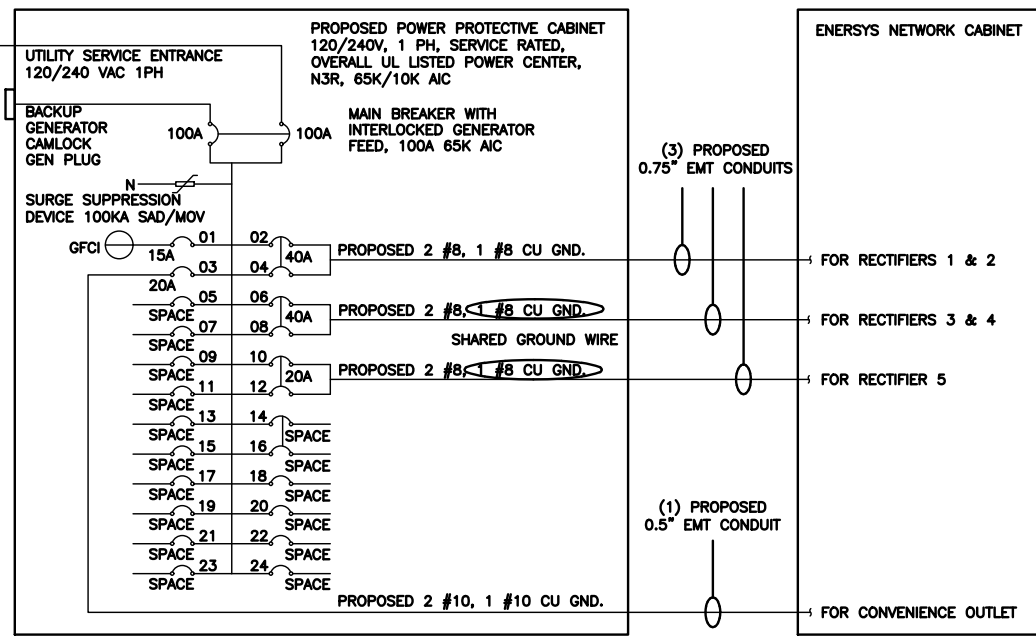 PROPOSED POWER PROTECTIVE CABINET
120/240V, 1 PH, SERVICE RATED,
OVERALL UL LISTED POWER CENTER,
N3R, 65K/10K AIC
ENERSYS NETWORK CABINET
UTILITY SERVICE ENTRANCE
120/240 VAC 1PH
BACKUP
GENERATOR
CAMLOCK
GEN PLUG
100A
100A
MAIN BREAKER WITH
INTERLOCKED GENERATOR
FEED, 100A 65K AIC
(3) PROPOSED
0.75" EMT CONDUITS
N
SURGE SUPPRESSION
DEVICE 100KA SAD/MOV
GFCI
15A
01
02
40A
PROPOSED 2 #8, 1 #8 CU GND.
FOR RECTIFIERS 1 & 2
20A
03
04
SPACE
05
06
40A
PROPOSED 2 #8, 1 #8 CU GND.
FOR RECTIFIERS 3 & 4
SPACE
07
08
SHARED GROUND WIRE
SPACE
09
10
20A
PROPOSED 2 #8, 1 #8 CU GND.
FOR RECTIFIER 5
SPACE
11
12
SPACE
13
14
SPACE
SPACE
15
16
SPACE
SPACE
17
18
SPACE
SPACE
19
20
SPACE
SPACE
21
22
SPACE
SPACE
23
24
SPACE
(1) PROPOSED
0.5" EMT CONDUIT
PROPOSED 2 #10, 1 #10 CU GND.
FOR CONVENIENCE OUTLET